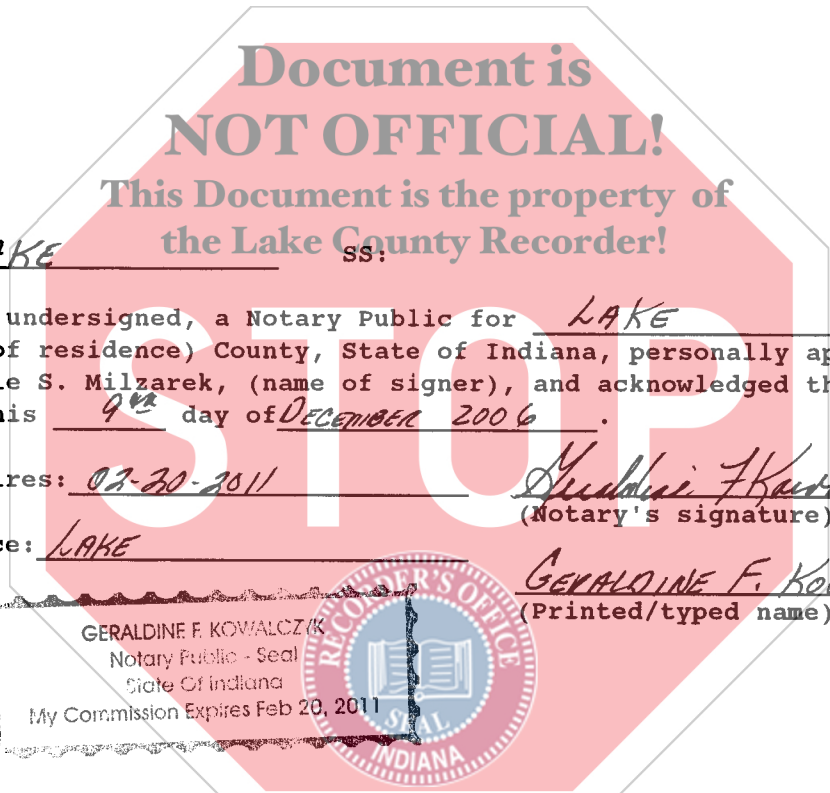 Document is
NOT OFFICIAL!
This Document is the property of
the Lake County Recorder!
KE SS:
STOP
undersigned, a Notary Public for LAKE
of residence) County, State of Indiana, personally ap
e S. Milzarek, (name of signer), and acknowledged th
is 9th day of DECEMBER 2006 .
res: 02-20-2011
(Notary's signature)
e: LAKE
GERALDINE F. KO
(Printed/typed name)
GERALDINE F. KOWALCZYK
Notary Public - Seal
State Of Indiana
My Commission Expires Feb 20, 2011
RECORDER'S OFFICE
SEAL
INDIANA